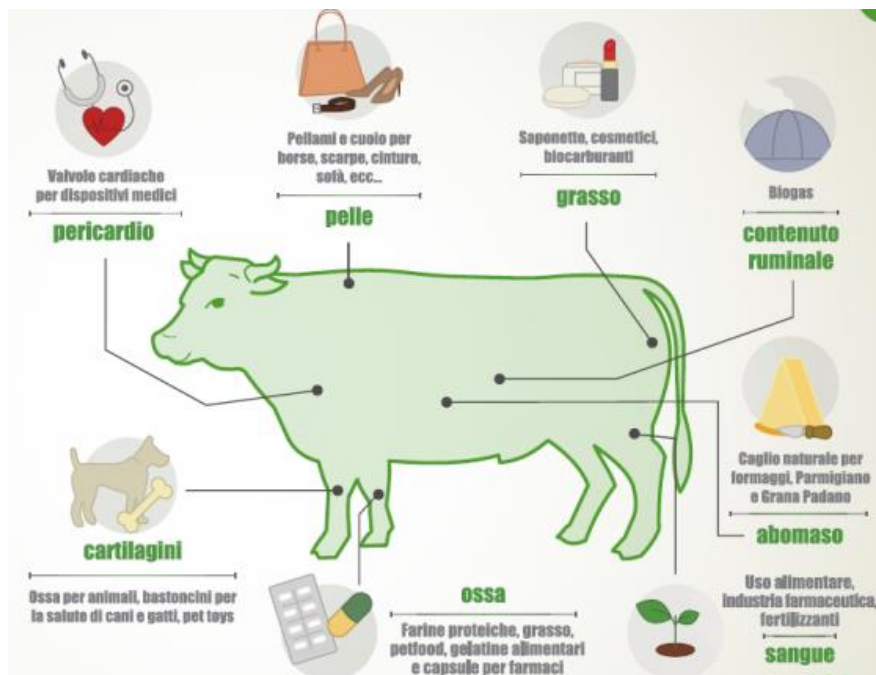 Valvole cardiache
per dispositivi medici
pericardio
Pellami e cuoio per
borse, scarpe, cinture,
sofà, ecc...
pelle
Saponette, cosmetici,
biocarburanti
grasso
Biogas
contenuto
ruminale
Caglio naturale per
formaggi, Parmigiano
e Grana Padano
abomaso
cartilagini
Ossa per animali, bastoncini per
la salute di cani e gatti, pet toys
ossa
Farine proteiche, grasso,
petfood, gelatine alimentari
e capsule per farmaci
Uso alimentare,
industria farmaceutica,
fertilizzanti
sangue